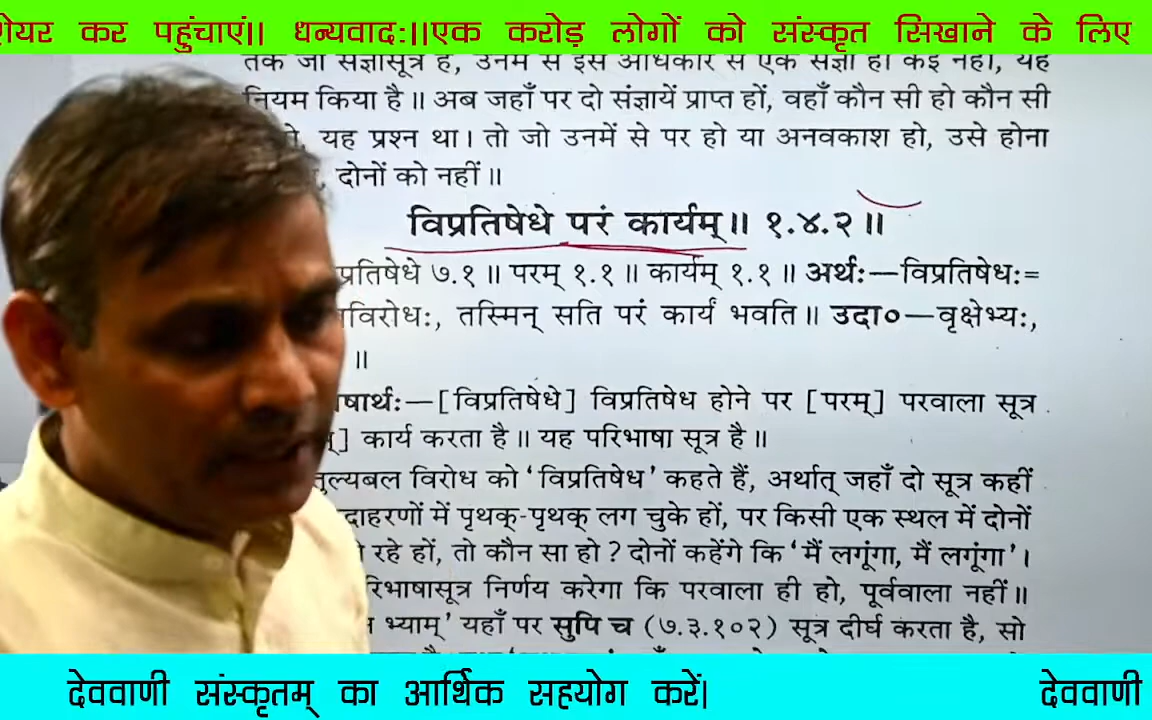 शेयर कर पहुंचाएं।। धन्यवादः।।एक करोड़ लोगों को संस्कृत सिखाने के लिए
तक जो संज्ञासूत्र हैं, उनमें से इस अधिकार से एक संज्ञा हो कई नहीं, यह
नियम किया है ॥ अब जहाँ पर दो संज्ञायें प्राप्त हों, वहाँ कौन सी हो कौन सी
यह प्रश्न था। तो जो उनमें से पर हो या अनवकाश हो, उसे होना
दोनों को नहीं ॥
विप्रतिषेधे परं कार्यम् ॥ १.४.२ ॥
प्रतिषेधे ७.१ ॥ परम् १.१ ॥ कार्यम् १.१ ॥ अर्थः—विप्रतिषेधः=
विरोधः, तस्मिन् सति परं कार्यं भवति ॥ उदा०—वृक्षेभ्यः,
॥
षार्थः—[विप्रतिषेधे] विप्रतिषेध होने पर [परम्] परवाला सूत्र
] कार्य करता है ॥ यह परिभाषा सूत्र है ॥
तुल्यबल विरोध को ‘विप्रतिषेध’ कहते हैं, अर्थात् जहाँ दो सूत्र कहीं
दाहरणों में पृथक्-पृथक् लग चुके हों, पर किसी एक स्थल में दोनों
रहे हों, तो कौन सा हो ? दोनों कहेंगे कि ‘मैं लगूंगा, मैं लगूंगा’।
रिभाषासूत्र निर्णय करेगा कि परवाला ही हो, पूर्ववाला नहीं ॥
भ्याम्’ यहाँ पर सुपि च (७.३.१०२) सूत्र दीर्घ करता है, सो
देववाणी संस्कृतम् का आर्थिक सहयोग करें। देववाणी